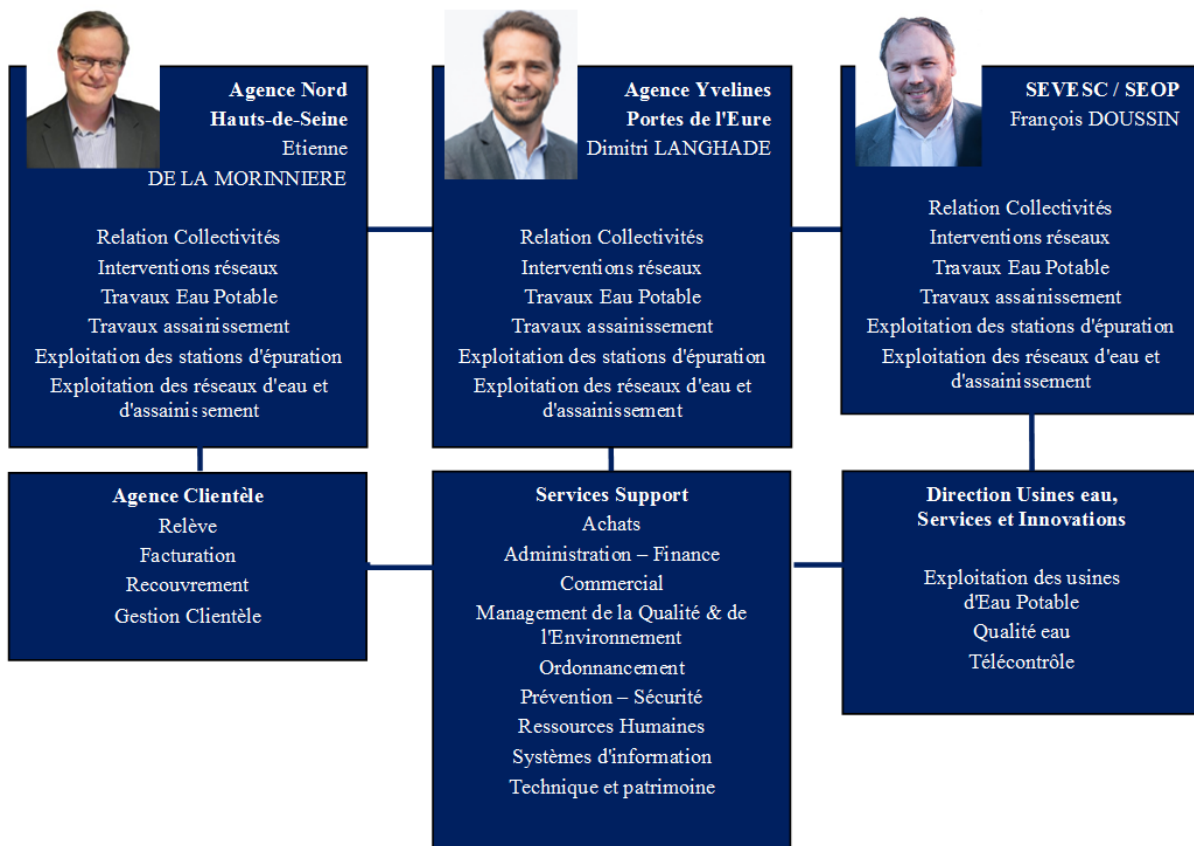 Agence Nord
Hauts-de-Seine
Etienne
DE LA MORINNIERE
Relation Collectivités
Interventions réseaux
Travaux Eau Potable
Travaux assainissement
Exploitation des stations d'épuration
Exploitation des réseaux d'eau et
d'assainissement
Agence Yvelines
Portes de l'Eure
Dimitri LANGHADE
Relation Collectivités
Interventions réseaux
Travaux Eau Potable
Travaux assainissement
Exploitation des stations d'épuration
Exploitation des réseaux d'eau et
d'assainissement
SEVESC / SEOP
François DOUSSIN
Relation Collectivités
Interventions réseaux
Travaux Eau Potable
Travaux assainissement
Exploitation des stations d'épuration
Exploitation des réseaux d'eau et
d'assainissement
Agence Clientèle
Relève
Facturation
Recouvrement
Gestion Clientèle
Services Support
Achats
Administration – Finance
Commercial
Management de la Qualité & de
l'Environnement
Ordonnancement
Prévention – Sécurité
Ressources Humaines
Systèmes d'information
Technique et patrimoine
Direction Usines eau,
Services et Innovations
Exploitation des usines
d'Eau Potable
Qualité eau
Télécontrôle